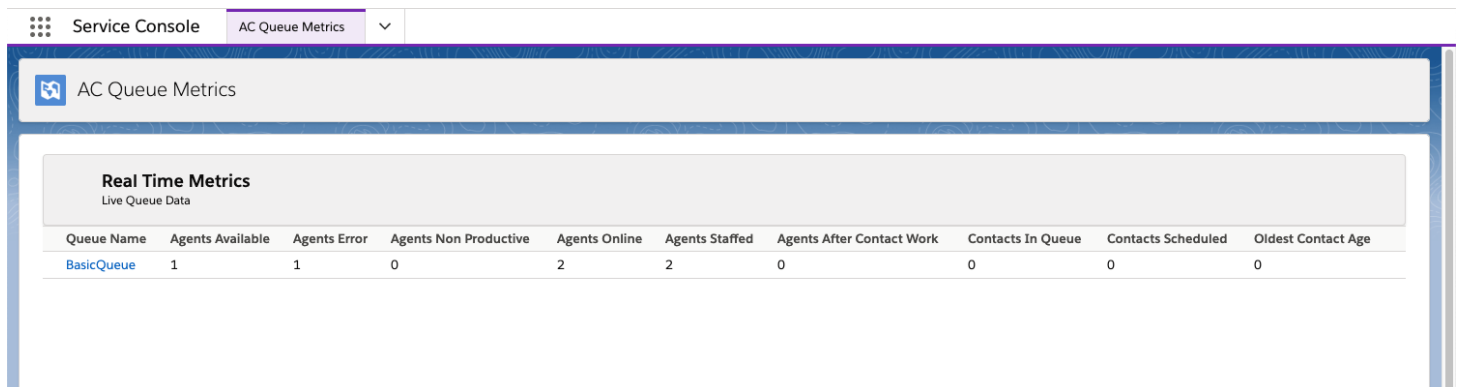 Service Console AC Queue Metrics
AC Queue Metrics
Real Time Metrics
Live Queue Data
Queue Name Agents Available Agents Error Agents Non Productive Agents Online Agents Staffed Agents After Contact Work Contacts In Queue Contacts Scheduled Oldest Contact Age
BasicQueue 1 1 0 2 2 0 0 0 0